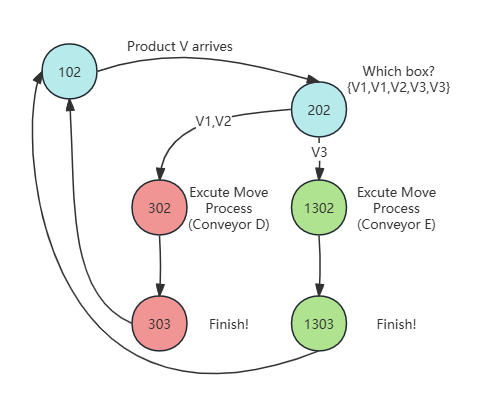 Product V arrives
102
Which box?
{V1,V1,V2,V3,V3}
202
V1,V2
V3
302
Excute Move
Process
(Conveyor D)
1302
Excute Move
Process
(Conveyor E)
303
Finish!
1303
Finish!